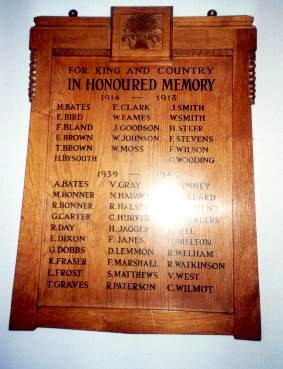 FOR KING AND COUNTRY
IN HONOURED MEMORY
1914 — 1918
H.BATES E.CLARK J.SMITH
E.BIRD W.EAMES W.SMITH
F.BLAND J.GOODSON H.STEER
E.BROWN W.JOHNSON F.STEVENS
T.BROWN W.MOSS F.WILSON
H.BYSOUTH G.WOODING
1939 —
A.BATES V.GRAY
M.BONNER
R.BONNER R.HALSEY
G.CARTER C.HURVID
R.DAY H.JAGGER
E.DIXON F.JANES H.SHELTON
G.DOBBS D.LEMMON R.WELHAM
K.FRASER F.MARSHALL R.WATKINSON
L.FROST S.MATTHEWS V.WEST
T.GRAVES R.PATERSON C.WILMOT